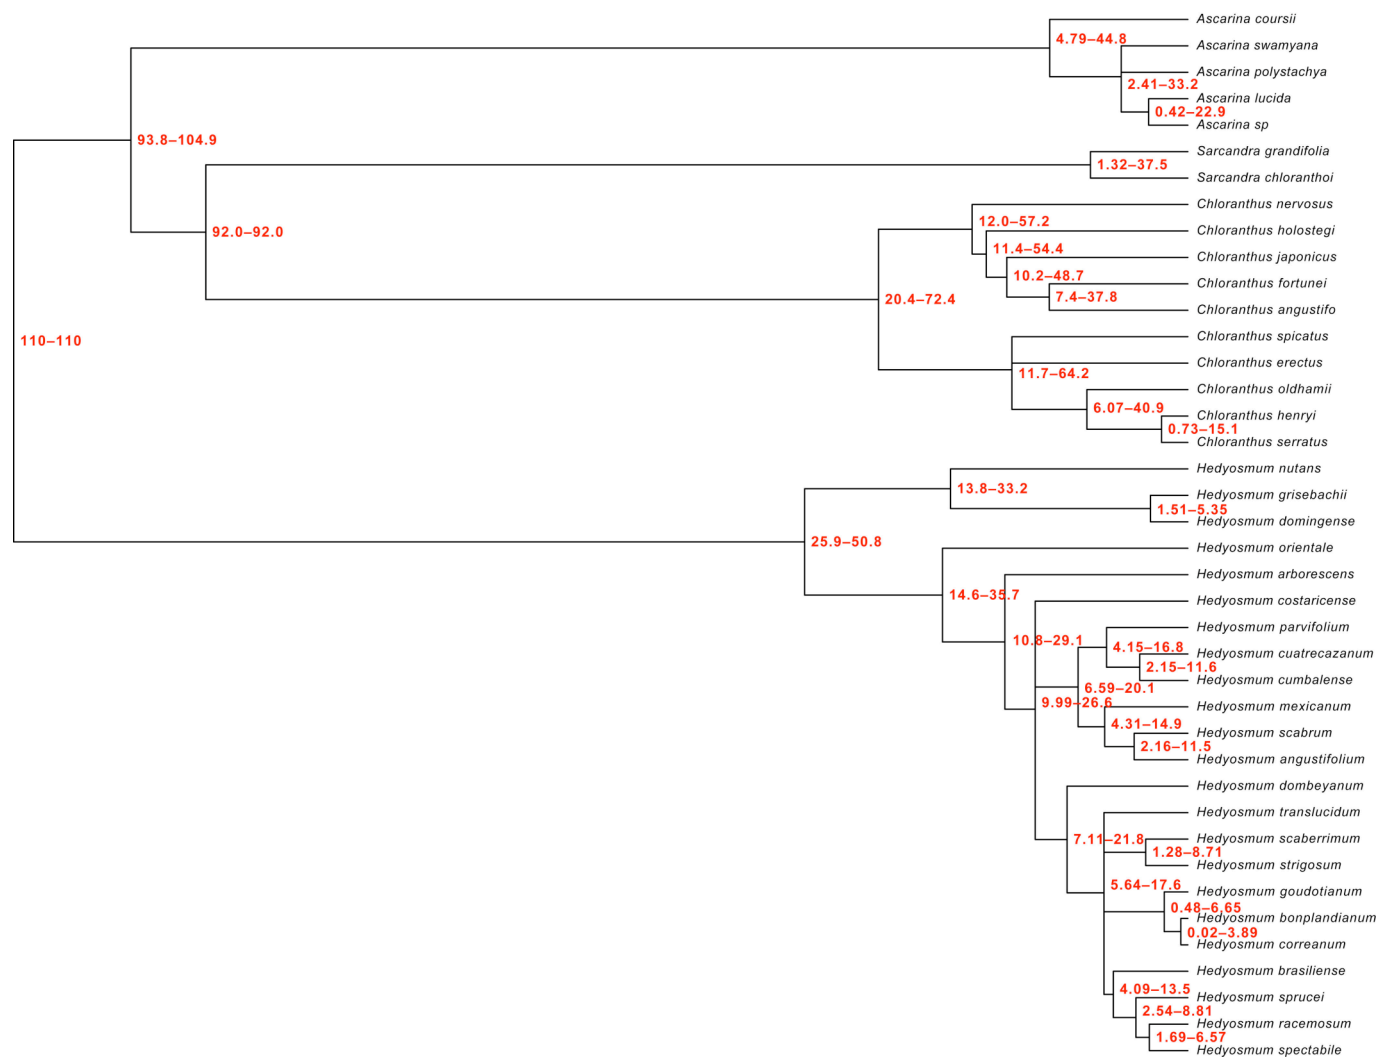 Ascarina coursii
4.79–44.8
Ascarina swamyana
Ascarina polystachya
2.41–33.2
Ascarina lucida
0.42–22.9
Ascarina sp
93.8–104.9
Sarcandra grandifolia
1.32–37.5
Sarcandra chloranthoi
Chloranthus nervosus
12.0–57.2
92.0–92.0
Chloranthus holostegi
11.4–54.4
Chloranthus japonicus
10.2–48.7
Chloranthus fortunei
7.4–37.8
20.4–72.4
Chloranthus angustifo
Chloranthus spicatus
110–110
Chloranthus erectus
11.7–64.2
Chloranthus oldhamii
6.07–40.9
Chloranthus henryi
0.73–15.1
Chloranthus serratus
Hedyosmum nutans
13.8–33.2
Hedyosmum grisebachii
1.51–5.35
Hedyosmum domingense
25.9–50.8
Hedyosmum orientale
Hedyosmum arborescens
14.6–35.7
Hedyosmum costaricense
Hedyosmum parvifolium
10.8–29.1
4.15–16.8
Hedyosmum cuatrecazanum
2.15–11.6
Hedyosmum cumbalense
6.59–20.1
9.99–26.6
Hedyosmum mexicanum
4.31–14.9
Hedyosmum scabrum
2.16–11.5
Hedyosmum angustifolium
Hedyosmum dombeyanum
Hedyosmum translucidum
7.11–21.8
Hedyosmum scaberrimum
1.28–8.71
Hedyosmum strigosum
5.64–17.6
Hedyosmum goudotianum
0.48–6.65
Hedyosmum bonplandianum
0.02–3.89
Hedyosmum correanum
Hedyosmum brasiliense
4.09–13.5
Hedyosmum sprucei
2.54–8.81
Hedyosmum racemosum
1.69–6.57
Hedyosmum spectabile